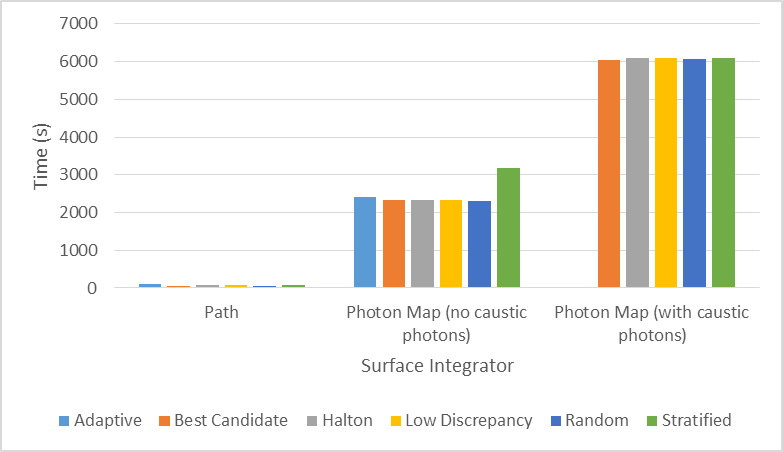 7000
6000
5000
4000
3000
2000
1000
0
Time (s)
Path
Photon Map (no caustic
photons)
Photon Map (with caustic
photons)
Surface Integrator
Adaptive
Best Candidate
Halton
Low Discrepancy
Random
Stratified